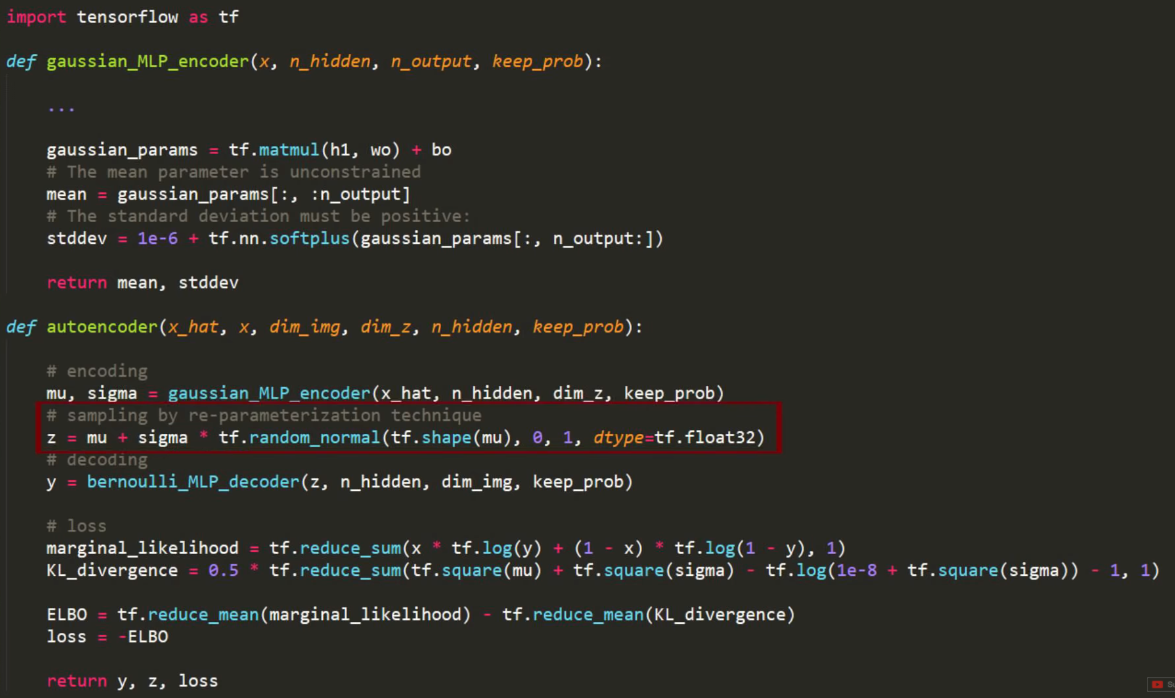 import tensorflow as tf
def gaussian_MLP_encoder(x, n_hidden, n_output, keep_prob):
...
gaussian_params = tf.matmul(h1, wo) + bo
# The mean parameter is unconstrained
mean = gaussian_params[:, :n_output]
# The standard deviation must be positive:
stddev = 1e-6 + tf.nn.softplus(gaussian_params[:, n_output:])
return mean, stddev
def autoencoder(x_hat, x, dim_img, dim_z, n_hidden, keep_prob):
# encoding
mu, sigma = gaussian_MLP_encoder(x_hat, n_hidden, dim_z, keep_prob)
# sampling by re-parameterization technique
z = mu + sigma * tf.random_normal(tf.shape(mu), 0, 1, dtype=tf.float32)
# decoding
y = bernoulli_MLP_decoder(z, n_hidden, dim_img, keep_prob)
# loss
marginal_likelihood = tf.reduce_sum(x * tf.log(y) + (1 - x) * tf.log(1 - y), 1)
KL_divergence = 0.5 * tf.reduce_sum(tf.square(mu) + tf.square(sigma) - tf.log(1e-8 + tf.square(sigma)) - 1, 1)
ELBO = tf.reduce_mean(marginal_likelihood) - tf.reduce_mean(KL_divergence)
loss = -ELBO
return y, z, loss